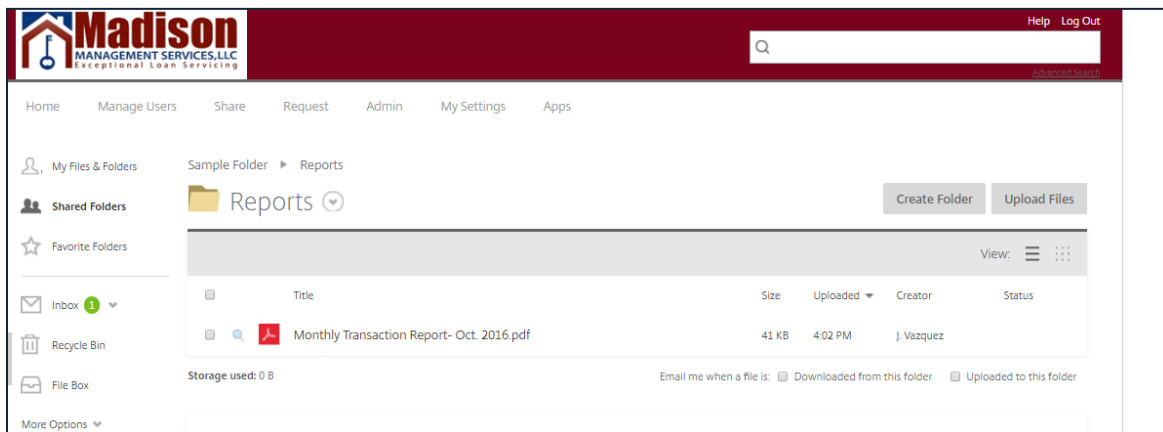 Madison
MANAGEMENT SERVICES,LLC
Exceptional Loan Servicing
Help Log Out
Advanced Search
Home Manage Users Share Request Admin My Settings Apps
My Files & Folders
Shared Folders
Favorite Folders
Inbox 1
Recycle Bin
File Box
More Options
Sample Folder Reports
Reports
Create Folder Upload Files
View:
Title Size Uploaded Creator Status
Monthly Transaction Report- Oct. 2016.pdf 41 KB 4:02 PM J. Vazquez
Storage used: 0 B Email me when a file is: Downloaded from this folder Uploaded to this folder